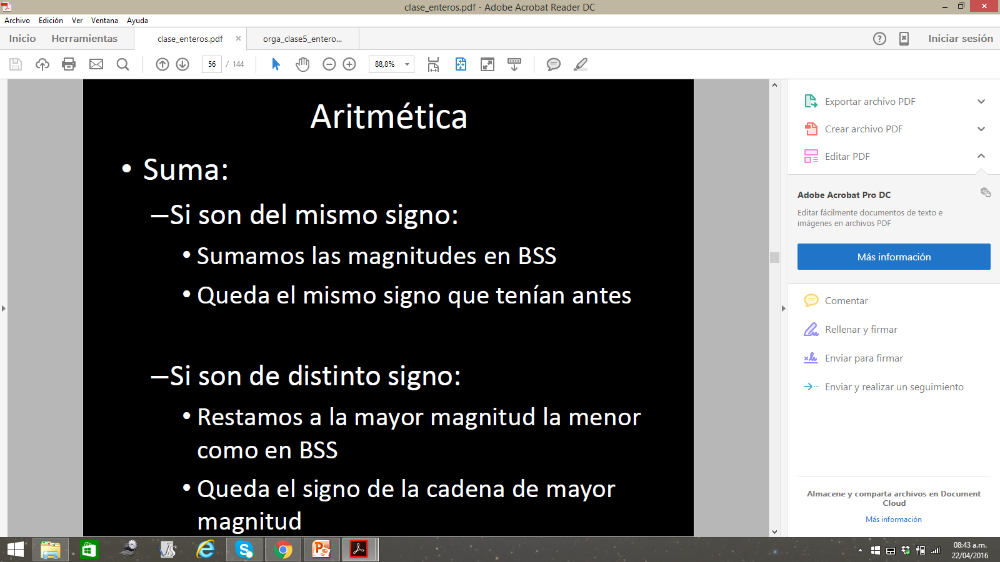 clase_enteros.pdf - Adobe Acrobat Reader DC
Archivo Edición Ver Ventana Ayuda
Inicio Herramientas clase_enteros.pdf orga_clase5_entero... Iniciar sesión
56 / 144 88,8%
Aritmética
• Suma:
–Si son del mismo signo:
• Sumamos las magnitudes en BSS
• Queda el mismo signo que tenían antes
–Si son de distinto signo:
• Restamos a la mayor magnitud la menor
como en BSS
• Queda el signo de la cadena de mayor
magnitud
Exportar archivo PDF
Crear archivo PDF
Editar PDF
Adobe Acrobat Pro DC
Editar fácilmente documentos de texto e
imágenes en archivos PDF
Más información
Comentar
Rellenar y firmar
Enviar para firmar
Enviar y realizar un seguimiento
Almacene y comparta archivos en Document
Cloud
Más información
08:43 a.m.
22/04/2016